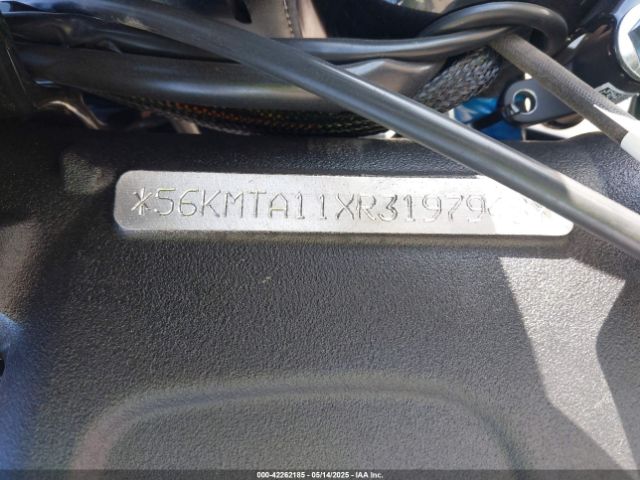 *56KMTA11XR31979
000-42262185 | 05/14/2025 | IAA Inc.